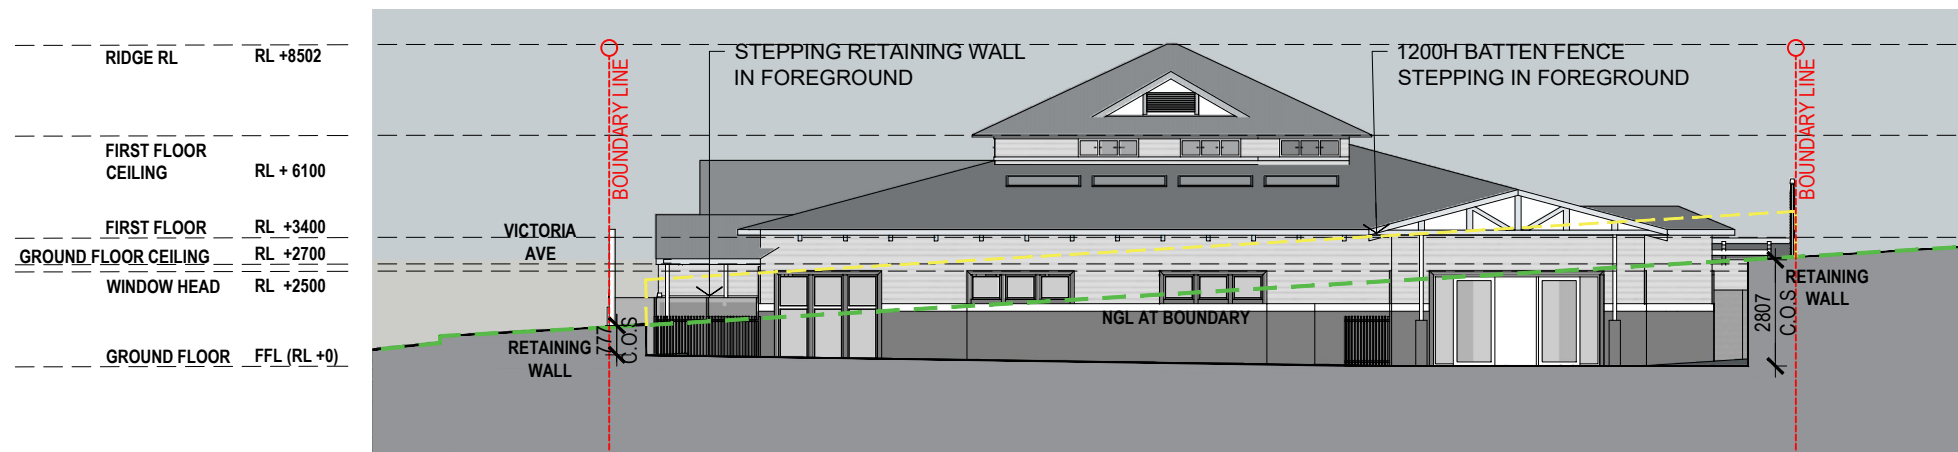 RIDGE RL RL +8502
FIRST FLOOR
CEILING RL + 6100
FIRST FLOOR RL +3400
GROUND FLOOR CEILING RL +2700
WINDOW HEAD RL +2500
GROUND FLOOR FFL (RL +0)
BOUNDARY LINE
STEPPING RETAINING WALL
IN FOREGROUND
1200H BATTEN FENCE
STEPPING IN FOREGROUND
BOUNDARY LINE
VICTORIA
AVE
NGL AT BOUNDARY
RETAINING
WALL
777
C.O.S
RETAINING
WALL
2807
C.O.S